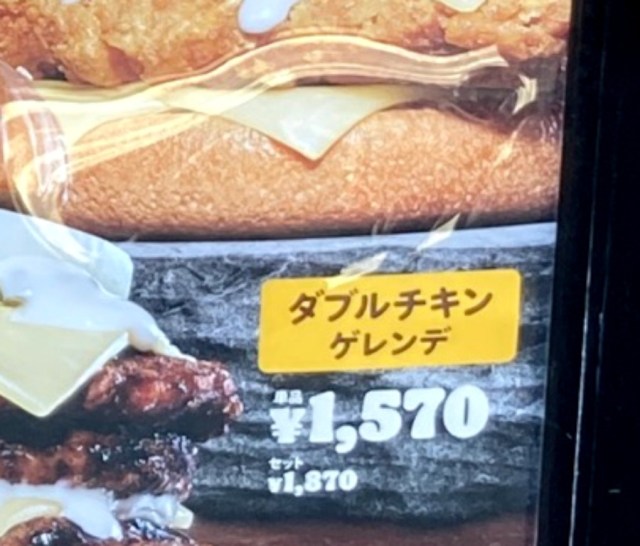 ダブルチキン
ゲレンデ
単品
¥1,570
セット
¥1,870